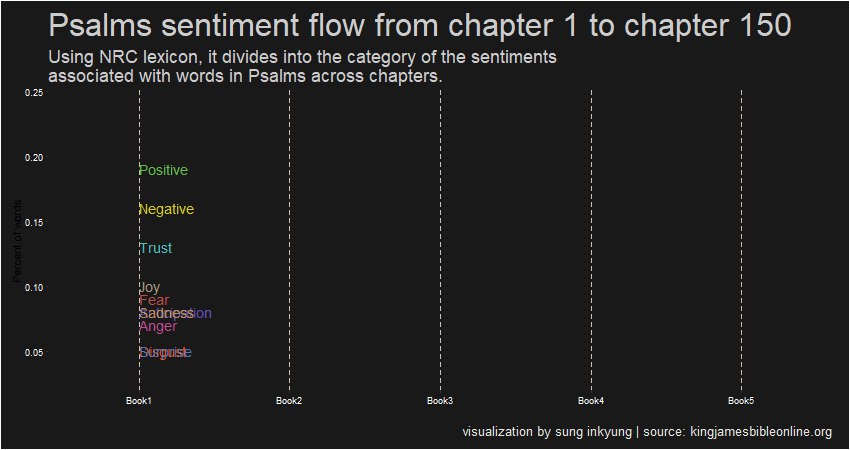 Psalms sentiment flow from chapter 1 to chapter 150
Using NRC lexicon, it divides into the category of the sentiments
associated with words in Psalms across chapters.
0.25
0.20
0.15
0.10
0.05
Percent of words
Positive
Negative
Trust
Joy
Fear
Sadness
Anticipation
Anger
Disgust
Surprise
Book1
Book2
Book3
Book4
Book5
visualization by sung inkyung | source: kingjamesbibleonline.org